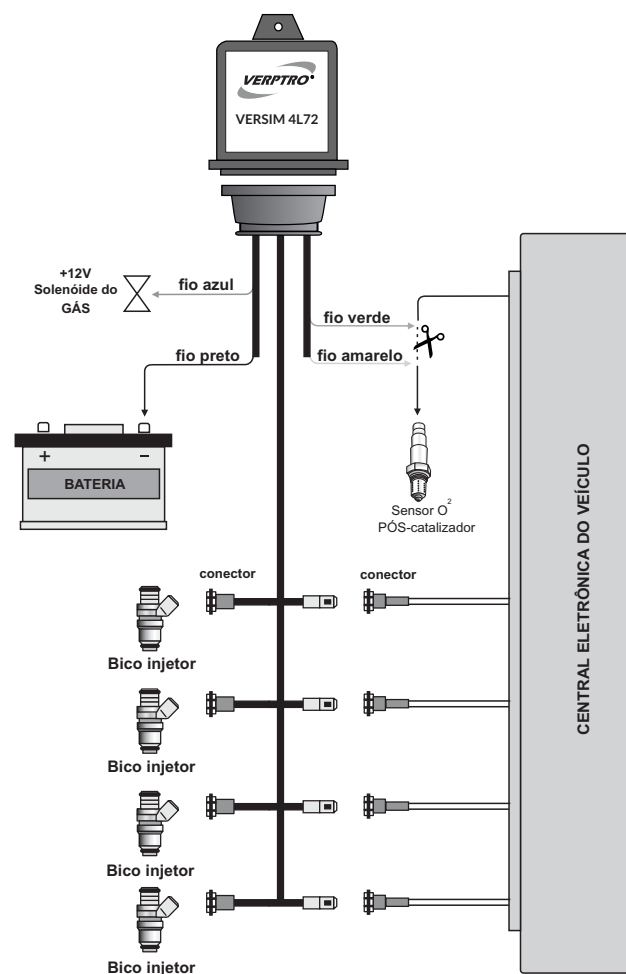 VERPTRO
VERSIM 4L72
+12V
Solenóide do
GÁS
fio azul
fio verde
fio preto
fio amarelo
+ -
BATERIA
Sensor O2
PÓS-catalizador
CENTRAL ELETRÔNICA DO VEÍCULO
conector
conector
Bico injetor
Bico injetor
Bico injetor
Bico injetor